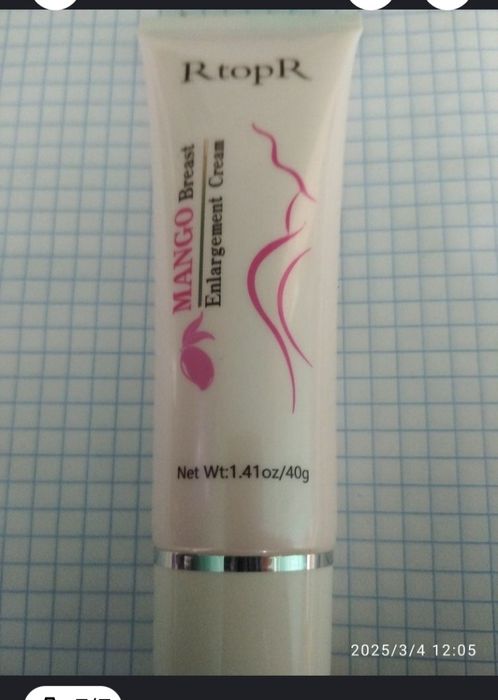 RtopR
MANGO Breast
Enlargement Cream
Net Wt:1.41oz/40g
2025/3/4 12:05